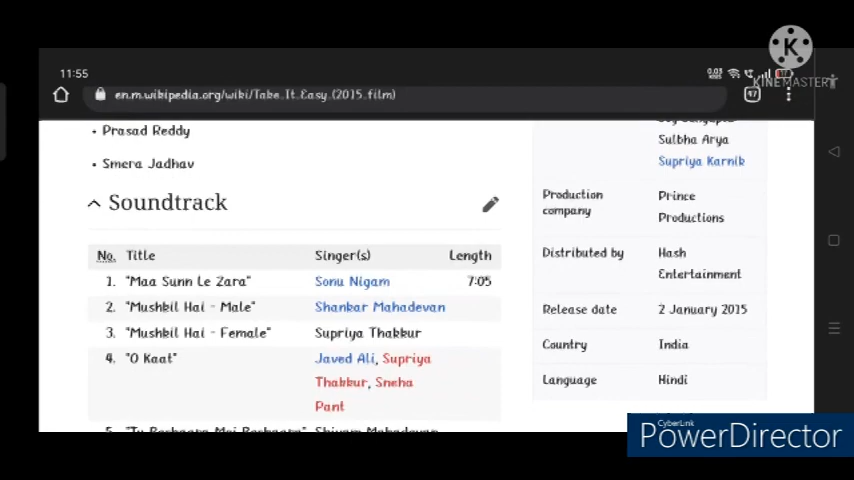 11:55
0.03
KINEMASTER
en.m.wikipedia.org/wiki/Take_It_Easy_(2015_film)
47
• Prasad Reddy
• Smera Jadhav
Soundtrack
No. Title Singer(s) Length
1. "Maa Sunn Le Zara" Sonu Nigam 7:05
2. "Mushkil Hai - Male" Shankar Mahadevan
3. "Mushkil Hai - Female" Supriya Thakkur
4. "O Kaat" Javed Ali, Supriya
Thakkur, Sneha
Pant
Sulbha Arya
Supriya Karnik
Production
company
Prince
Productions
Distributed by
Hash
Entertainment
Release date 2 January 2015
Country India
Language Hindi
CyberLink
PowerDirector